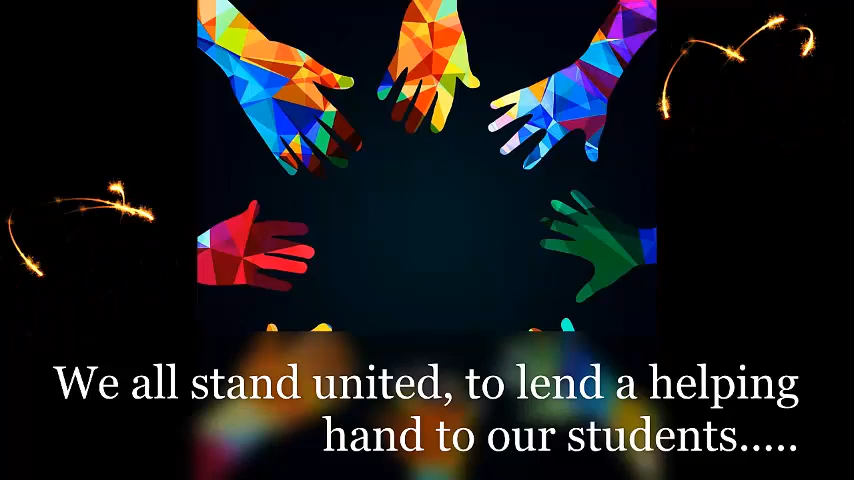 We all stand united, to lend a helping
hand to our students.....